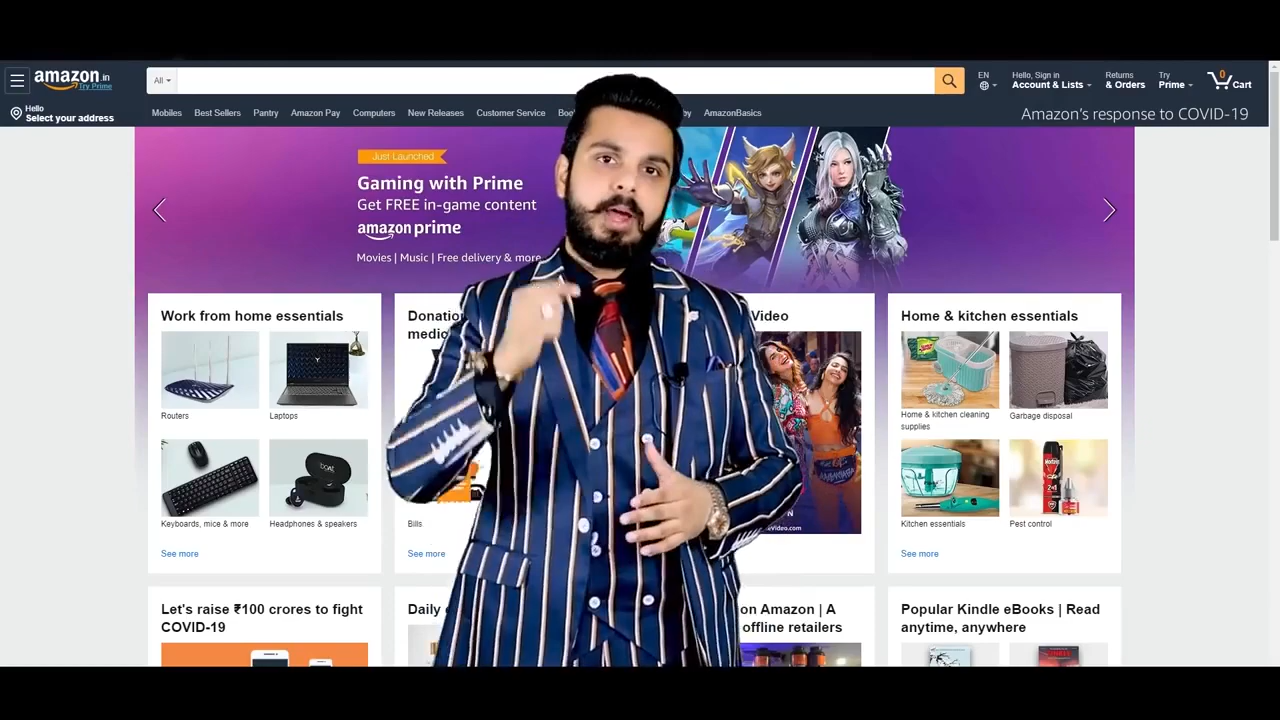 amazon.in
Try Prime
All
EN
Hello, Sign in
Account & Lists
Returns
& Orders
Try
Prime
0
Cart
Hello
Select your address
Mobiles
Best Sellers
Pantry
Amazon Pay
Computers
New Releases
Customer Service
AmazonBasics
Amazon's response to COVID-19
Just Launched
Gaming with Prime
Get FREE in-game content
amazon prime
Movies | Music | Free delivery & more
Work from home essentials
Routers
Laptops
Keyboards, mice & more
boAt
Headphones & speakers
See more
Bills
See more
Video
Home & kitchen essentials
Home & kitchen cleaning
supplies
Garbage disposal
Kitchen essentials
Pest control
See more
Let's raise ₹100 crores to fight
COVID-19
Daily
on Amazon | A
offline retailers
Popular Kindle eBooks | Read
anytime, anywhere